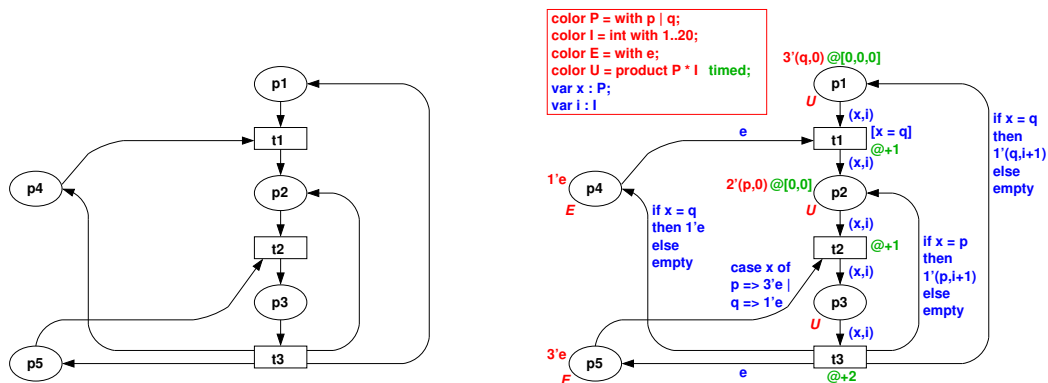 p1
t1
p4
p2
t2
p3
p5
t3
color P = with p | q;
color I = int with 1..20;
color E = with e;
color U = product P * I timed;
var x : P;
var i : I
3'(q,0) @[0,0,0]
p1
U
(x,i)
e
t1
[x = q]
@+1
(x,i)
if x = q
then
1'(q,i+1)
else
empty
1'e
p4
E
2'(p,0) @[0,0]
p2
U
(x,i)
if x = q
then 1'e
else
empty
t2
@+1
if x = p
then
1'(p,i+1)
else
empty
case x of
p => 3'e |
q => 1'e
(x,i)
p3
U
(x,i)
3'e
p5
E
e
t3
@+2